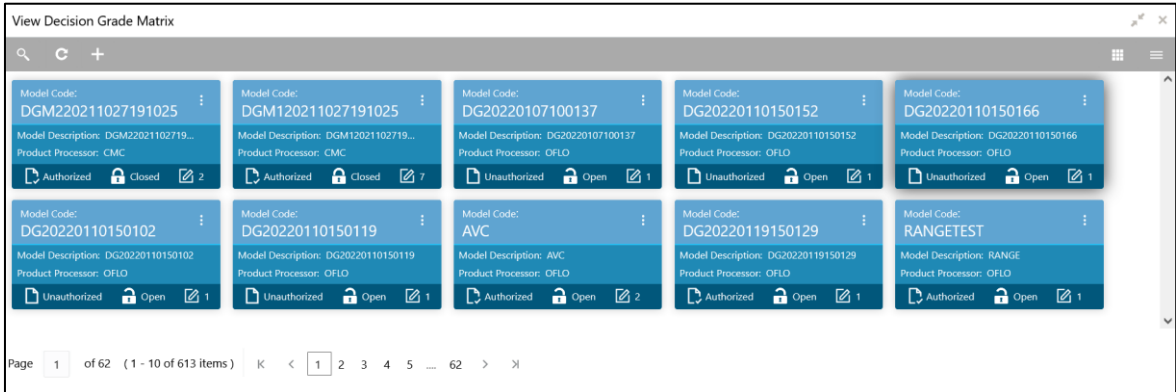 View Decision Grade Matrix
Model Code: Model Code: Model Code: Model Code: Model Code:
DGM220211027191025 DGM120211027191025 DG20220107100137 DG20220110150152 DG20220110150166
Model Description: DGM22021102719... Model Description: DGM12021102719... Model Description: DG20220107100137 Model Description: DG20220110150152 Model Description: DG20220110150166
Product Processor: CMC Product Processor: CMC Product Processor: OFLO Product Processor: OFLO Product Processor: OFLO
Authorized Closed 2 Authorized Closed 7 Unauthorized Open 1 Unauthorized Open 1 Unauthorized Open 1
Model Code: Model Code: Model Code: Model Code: Model Code:
DG20220110150102 DG20220110150119 AVC DG20220119150129 RANGETEST
Model Description: DG20220110150102 Model Description: DG20220110150119 Model Description: AVC Model Description: DG20220119150129 Model Description: RANGE
Product Processor: OFLO Product Processor: OFLO Product Processor: OFLO Product Processor: OFLO Product Processor: OFLO
Unauthorized Open 1 Unauthorized Open 1 Authorized Open 2 Authorized Open 1 Authorized Open 1
Page 1 of 62 ( 1 - 10 of 613 items ) 1 2 3 4 5 ... 62